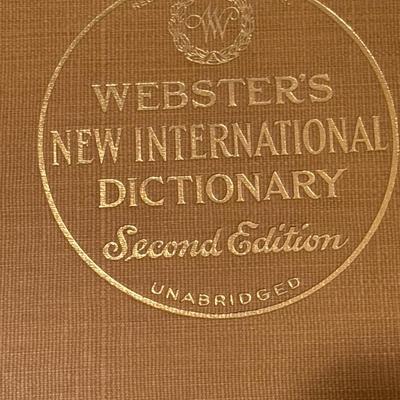 W
WEBSTER'S
NEW INTERNATIONAL
DICTIONARY
Second Edition
UNABRIDGED